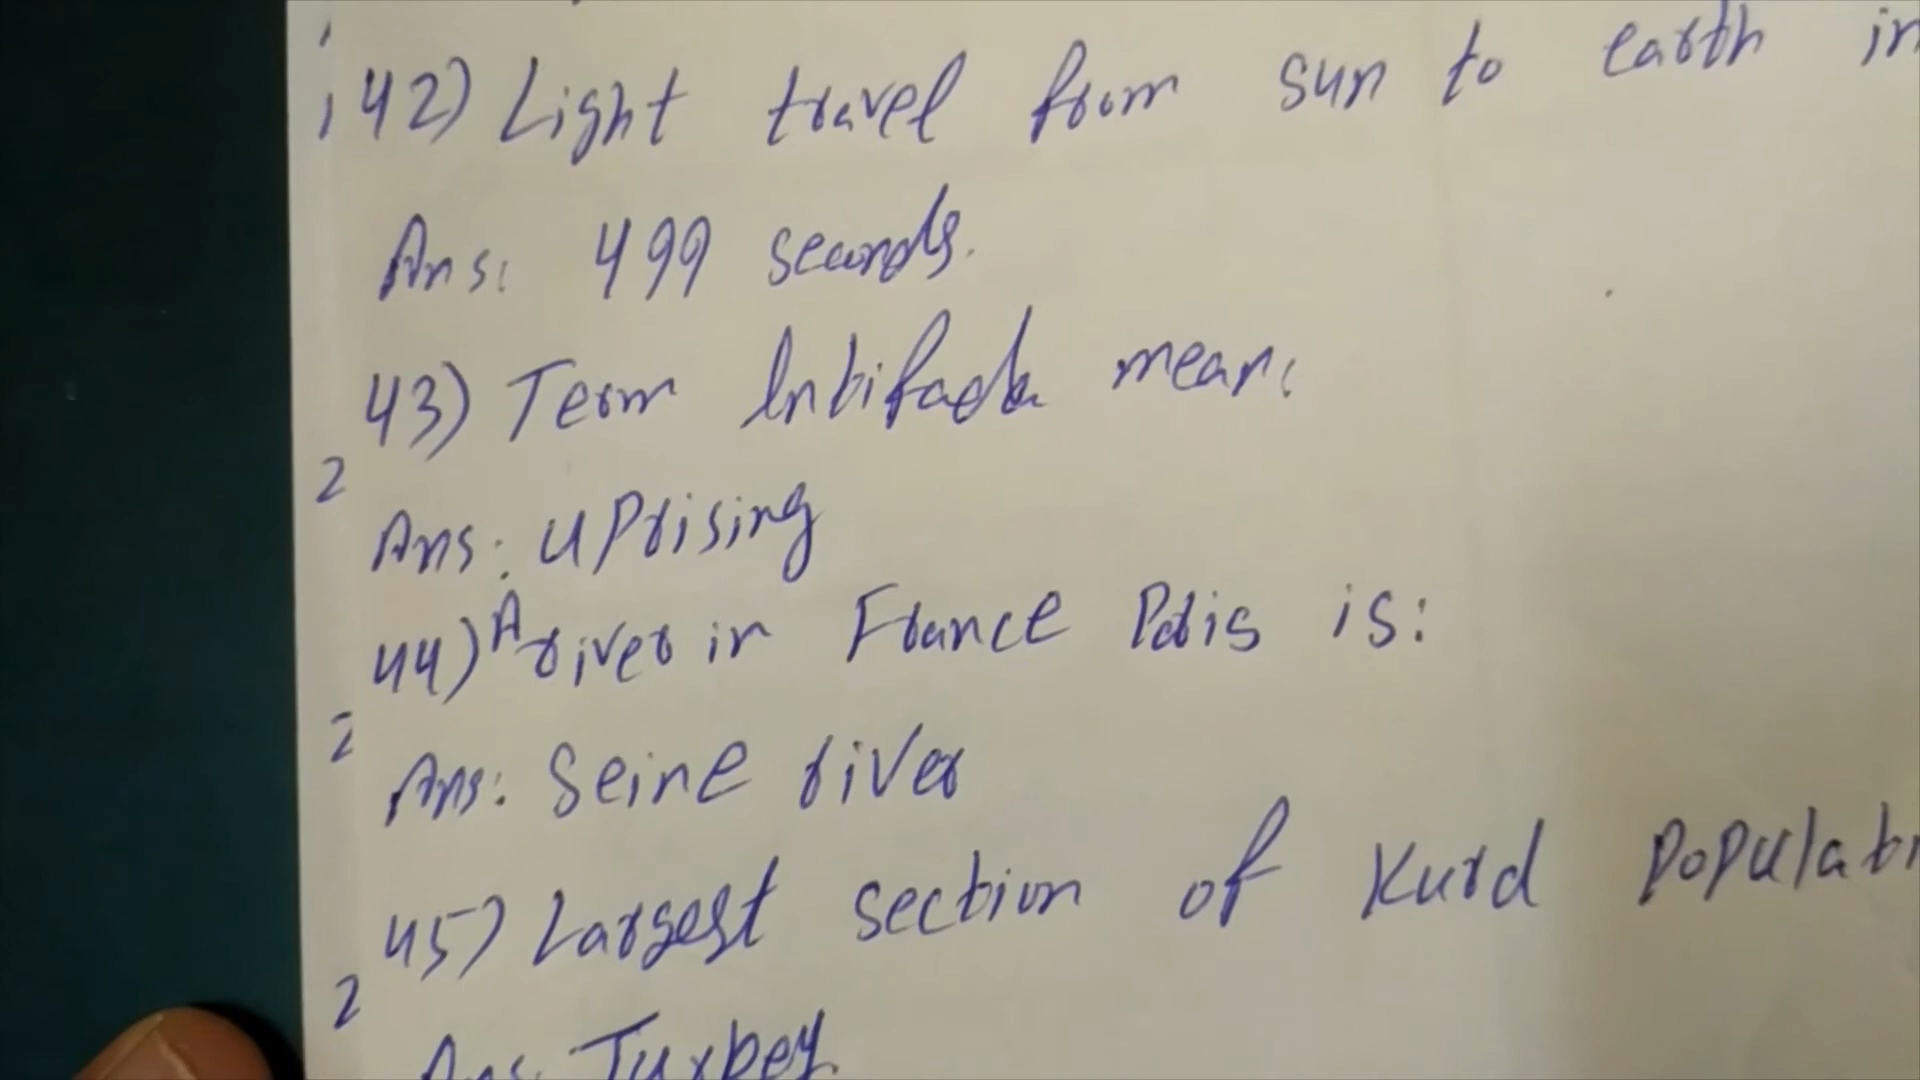 42) Light travel from sun to earth in
Ans: 499 seconds.
43) Term Intifada mean:
2
Ans: uprising
44) A river in France Paris is:
2
Ans: Seine river
45) Largest section of Kurd populati
2
Ans Turkey